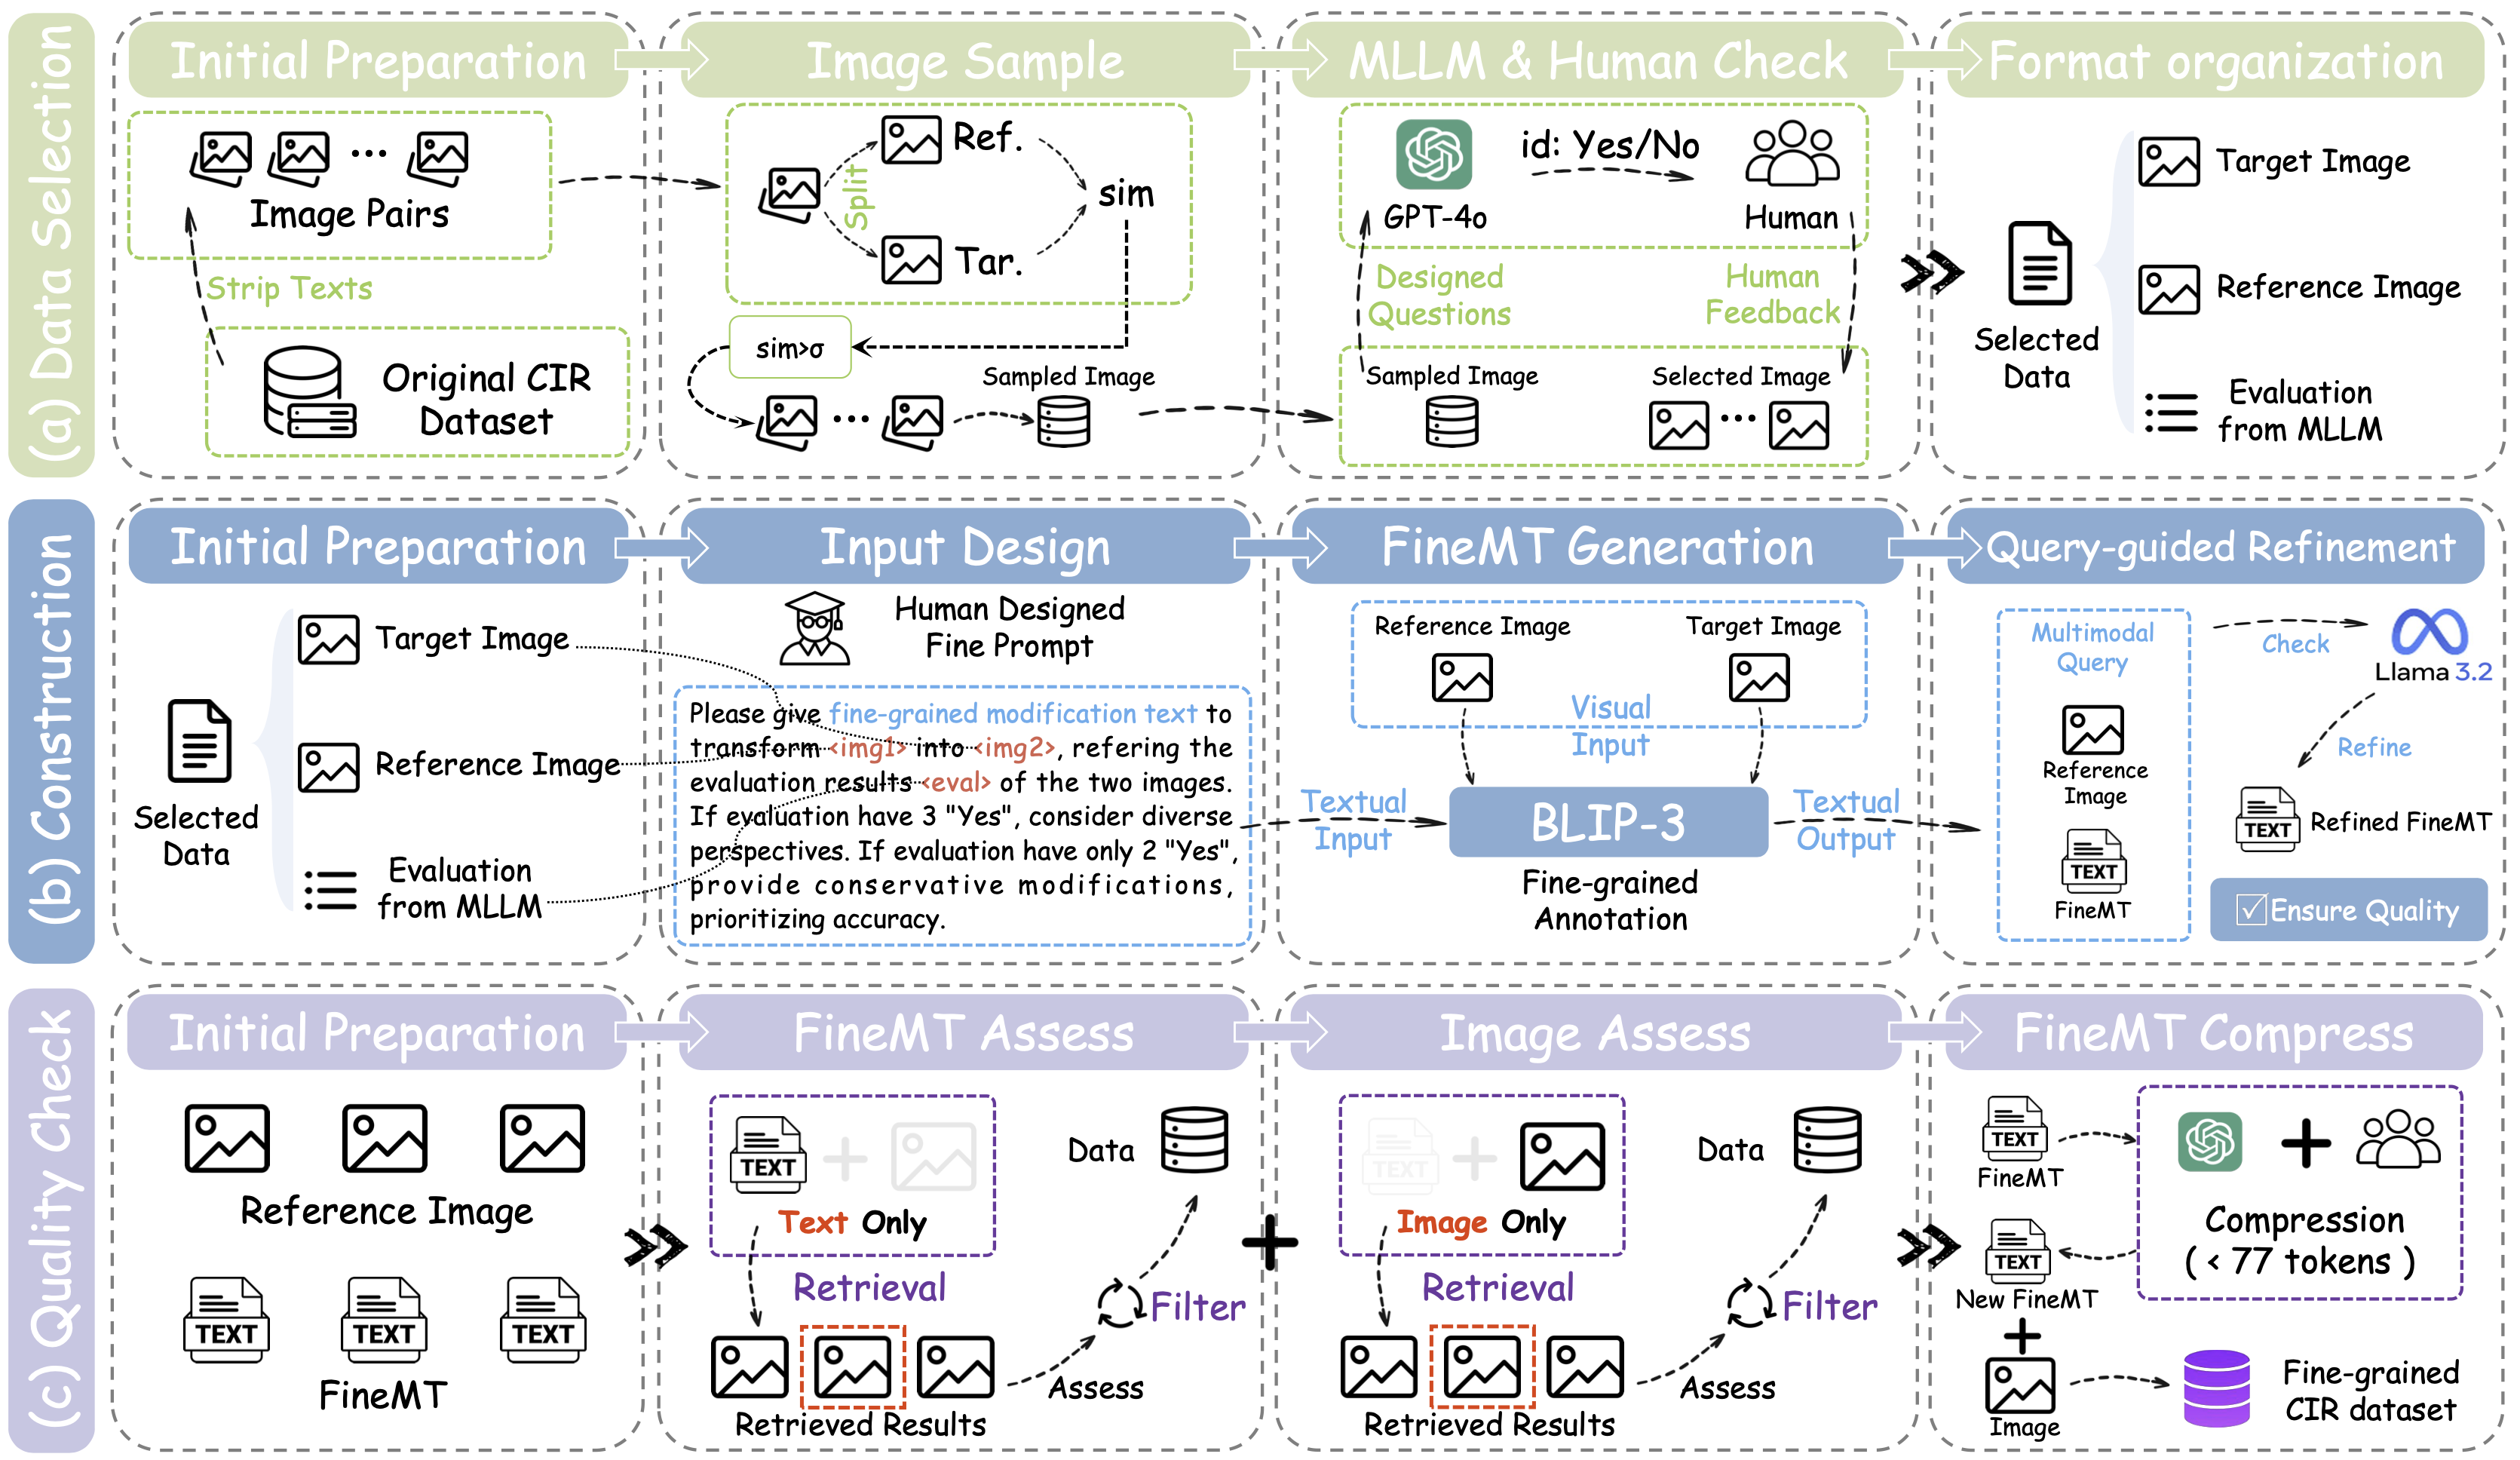 (a) Data Selection
Initial Preparation
Image Pairs
Strip Texts
Original CIR
Dataset
Image Sample
Split
Ref.
Tar.
sim
sim>σ
Sampled Image
MLLM & Human Check
GPT-4o
id: Yes/No
Human
Designed
Questions
Human
Feedback
Sampled Image
Selected Image
Format organization
Selected
Data
Target Image
Reference Image
Evaluation
from MLLM
(b) Construction
Initial Preparation
Selected
Data
Target Image
Reference Image
Evaluation
from MLLM
Input Design
Human Designed
Fine Prompt
Please give fine-grained modification text to
transform <img1> into <img2>, refering the
evaluation results <eval> of the two images.
If evaluation have 3 "Yes", consider diverse
perspectives. If evaluation have only 2 "Yes",
provide conservative modifications,
prioritizing accuracy.
FineMT Generation
Reference Image
Target Image
Visual
Input
Textual
Input
BLIP-3
Textual
Output
Fine-grained
Annotation
Query-guided Refinement
Multimodal
Query
Reference
Image
TEXT
FineMT
Check
Llama 3.2
Refine
TEXT
Refined FineMT
Ensure Quality
(c) Quality Check
Initial Preparation
Reference Image
TEXT
TEXT
TEXT
FineMT
FineMT Assess
TEXT
Text Only
Retrieval
Retrieved Results
Assess
Filter
Data
Image Assess
TEXT
Image Only
Retrieval
Retrieved Results
Assess
Filter
Data
FineMT Compress
TEXT
FineMT
Compression
( < 77 tokens )
TEXT
New FineMT
Image
Fine-grained
CIR dataset